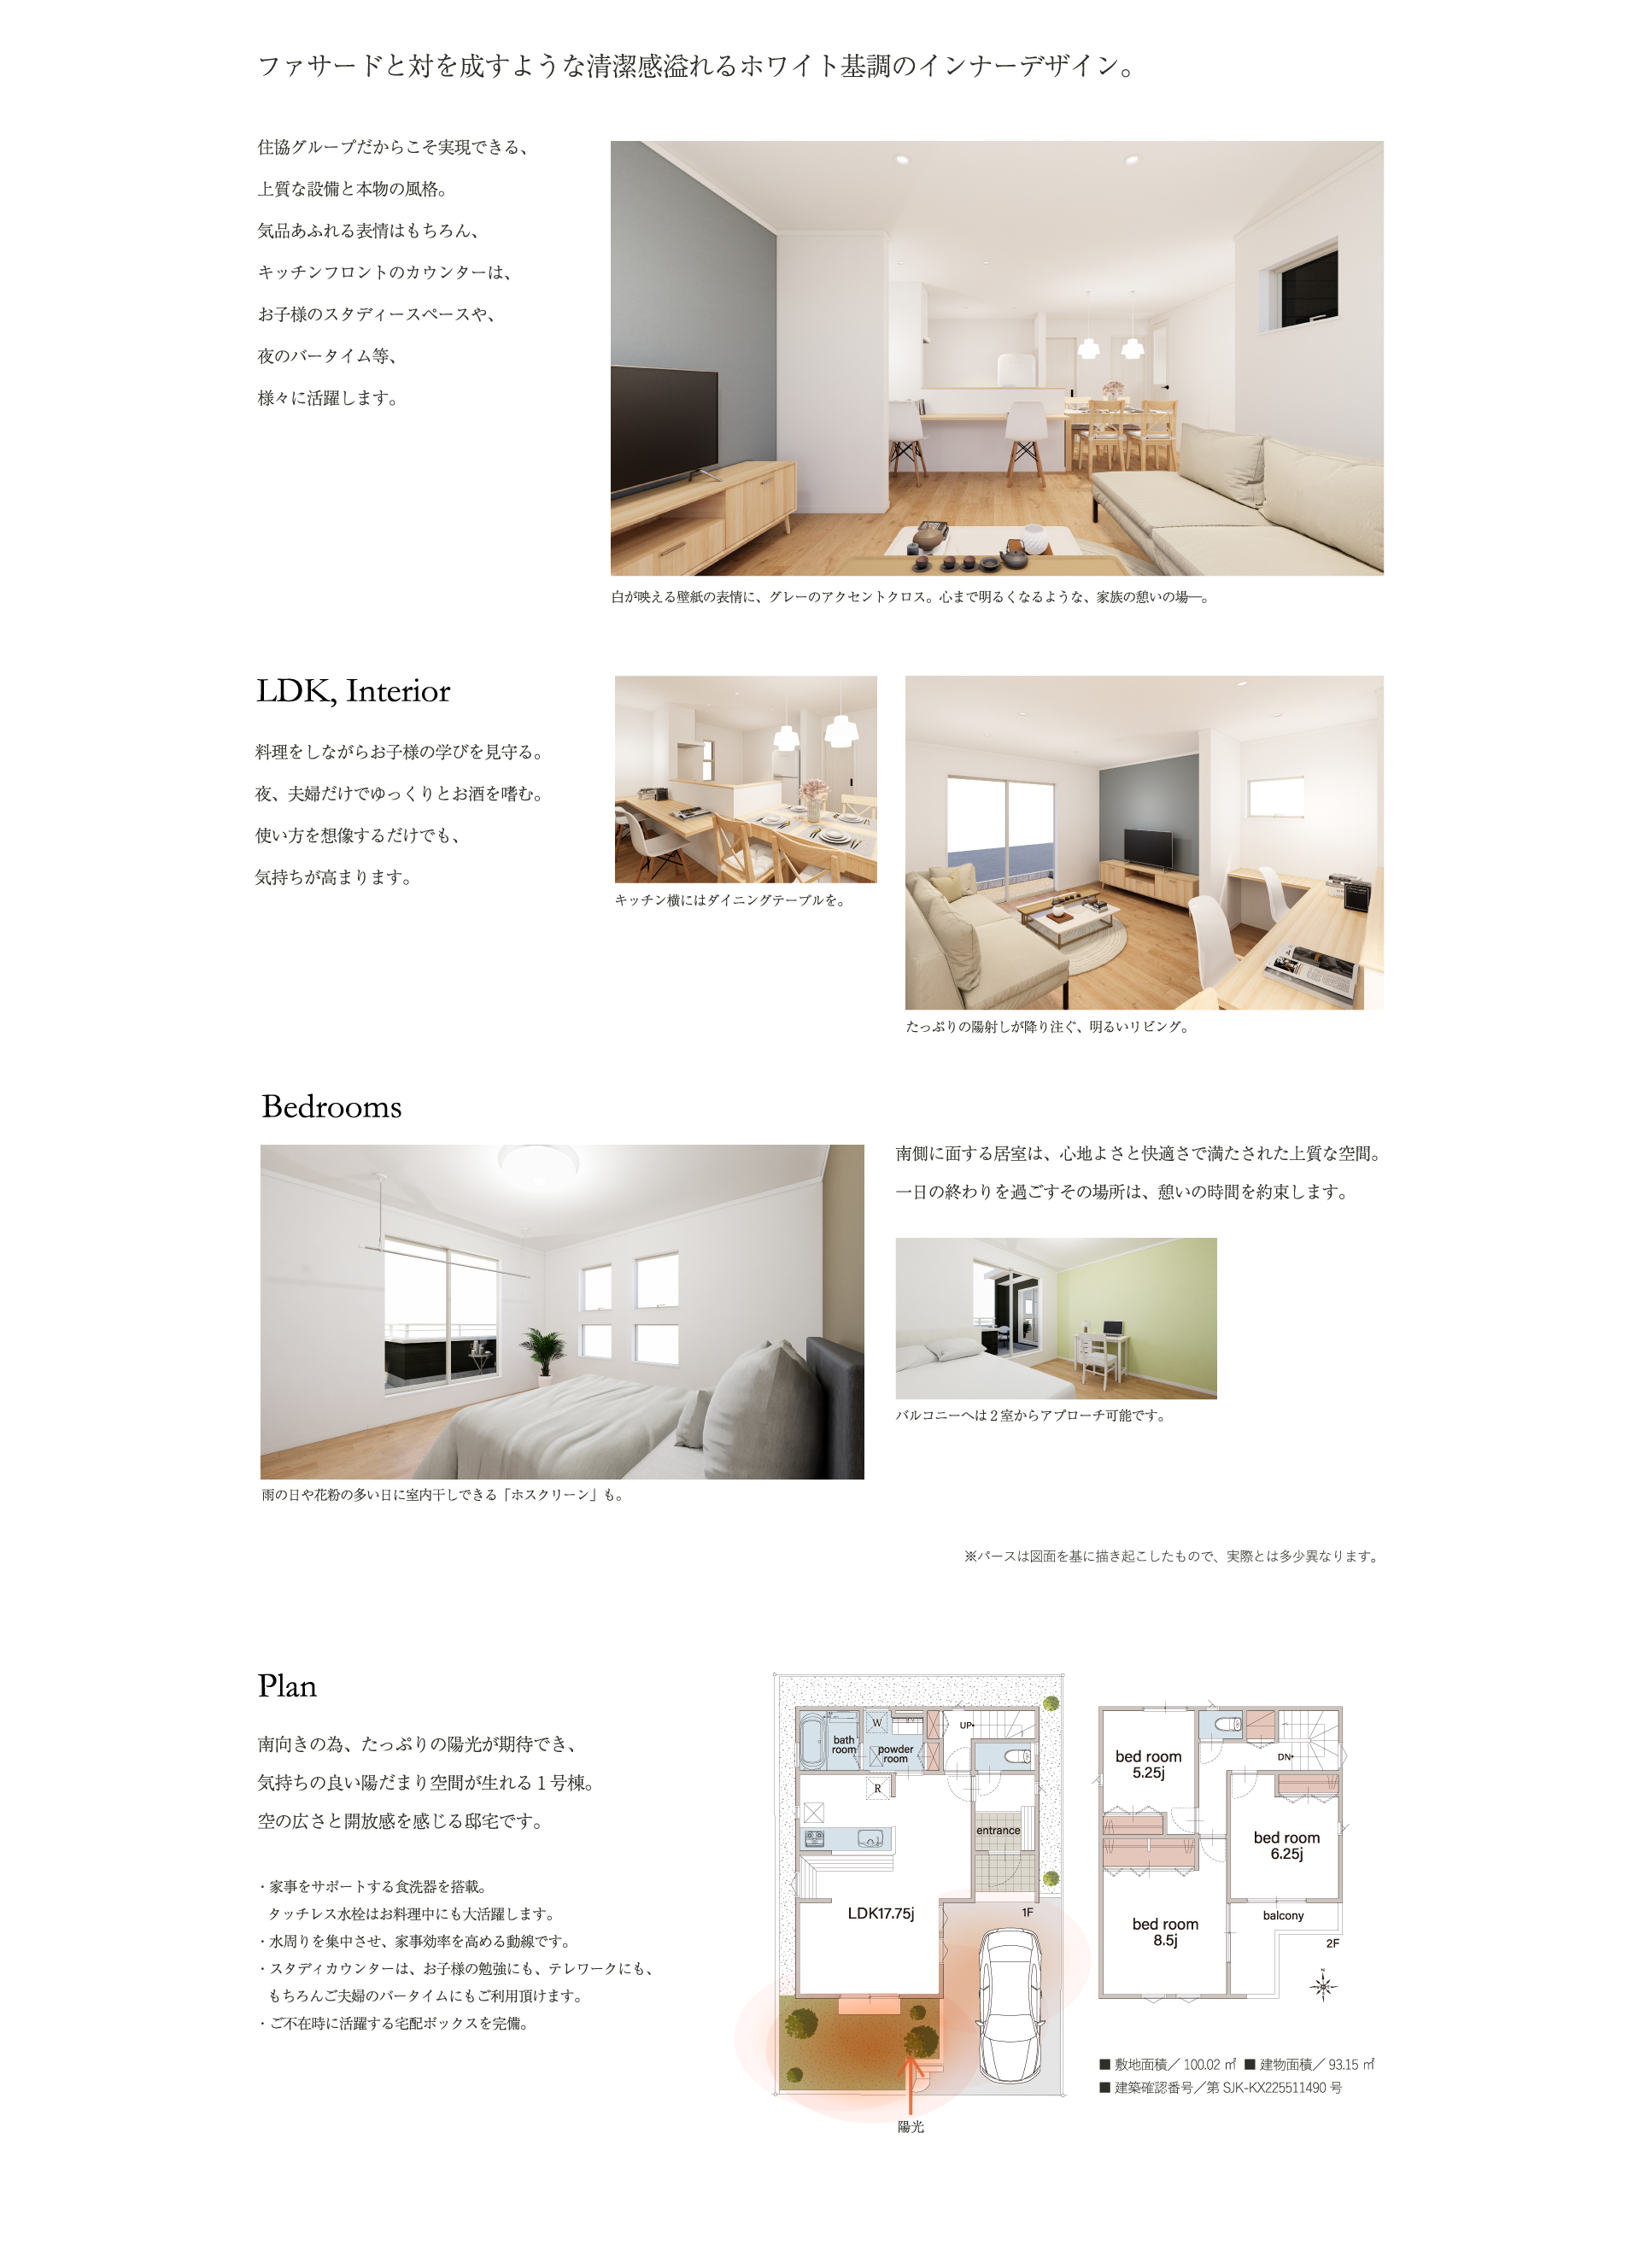 ファサードと対を成すような清潔感溢れるホワイト基調のインナーデザイン。
住協グループだからこそ実現できる、
上質な設備と本物の風格。
気品あふれる表情はもちろん、
キッチンフロントのカウンターは、
お子様のスタディースペースや、
夜のバータイム等、
様々に活躍します。
白が映える壁紙の表情に、グレーのアクセントクロス。心まで明るくなるような、家族の憩いの場―。
LDK, Interior
料理をしながらお子様の学びを見守る。
夜、夫婦だけでゆっくりとお酒を嗜む。
使い方を想像するだけでも、
気持ちが高まります。
キッチン横にはダイニングテーブルを。
たっぷりの陽射しが降り注ぐ、明るいリビング。
Bedrooms
南側に面する居室は、心地よさと快適さで満たされた上質な空間。
一日の終わりを過ごすその場所は、憩いの時間を約束します。
バルコニーへは２室からアプローチ可能です。
雨の日や花粉の多い日に室内干しできる「ホスクリーン」も。
※パースは図面を基に描き起こしたもので、実際とは多少異なります。
Plan
南向きの為、たっぷりの陽光が期待でき、
気持ちの良い陽だまり空間が生れる１号棟。
空の広さと開放感を感じる邸宅です。
・家事をサポートする食洗器を搭載。
タッチレス水栓はお料理中にも大活躍します。
・水周りを集中させ、家事効率を高める動線です。
・スタディカウンターは、お子様の勉強にも、テレワークにも、
もちろんご夫婦のバータイムにもご利用頂けます。
・ご不在時に活躍する宅配ボックスを完備。
bath
room
W
powder
room
UP
R
entrance
LDK17.75j
1F
陽光
bed room
5.25j
DN
bed room
6.25j
bed room
8.5j
balcony
2F
N
■ 敷地面積／ 100.02 ㎡ ■ 建物面積／ 93.15 ㎡
■ 建築確認番号／第 SJK-KX225511490 号